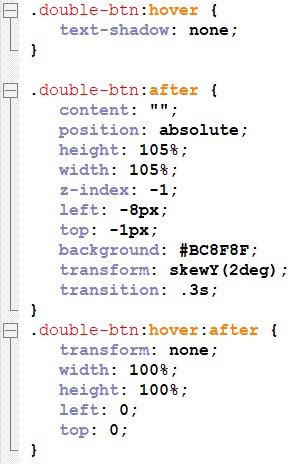 .double-btn:hover {
text-shadow: none;
}
.double-btn:after {
content: "";
position: absolute;
height: 105%;
width: 105%;
z-index: -1;
left: -8px;
top: -1px;
background: #BC8F8F;
transform: skewY(2deg);
transition: .3s;
}
.double-btn:hover:after {
transform: none;
width: 100%;
height: 100%;
left: 0;
top: 0;
}